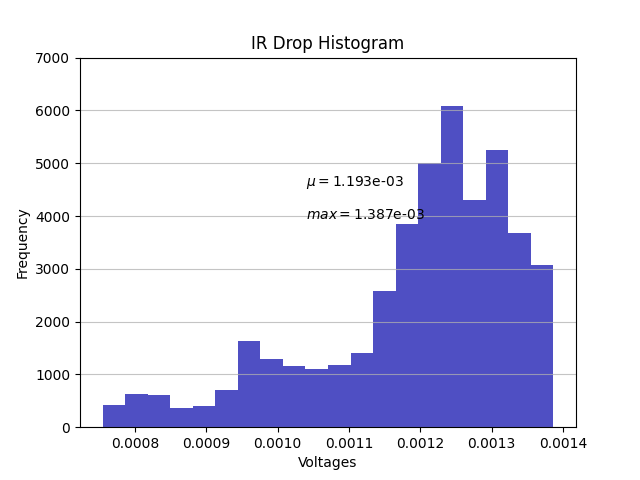 IR Drop Histogram
7000
6000
5000
4000
3000
2000
1000
0
Frequency
μ = 1.193e-03
max = 1.387e-03
0.0008 0.0009 0.0010 0.0011 0.0012 0.0013 0.0014
Voltages